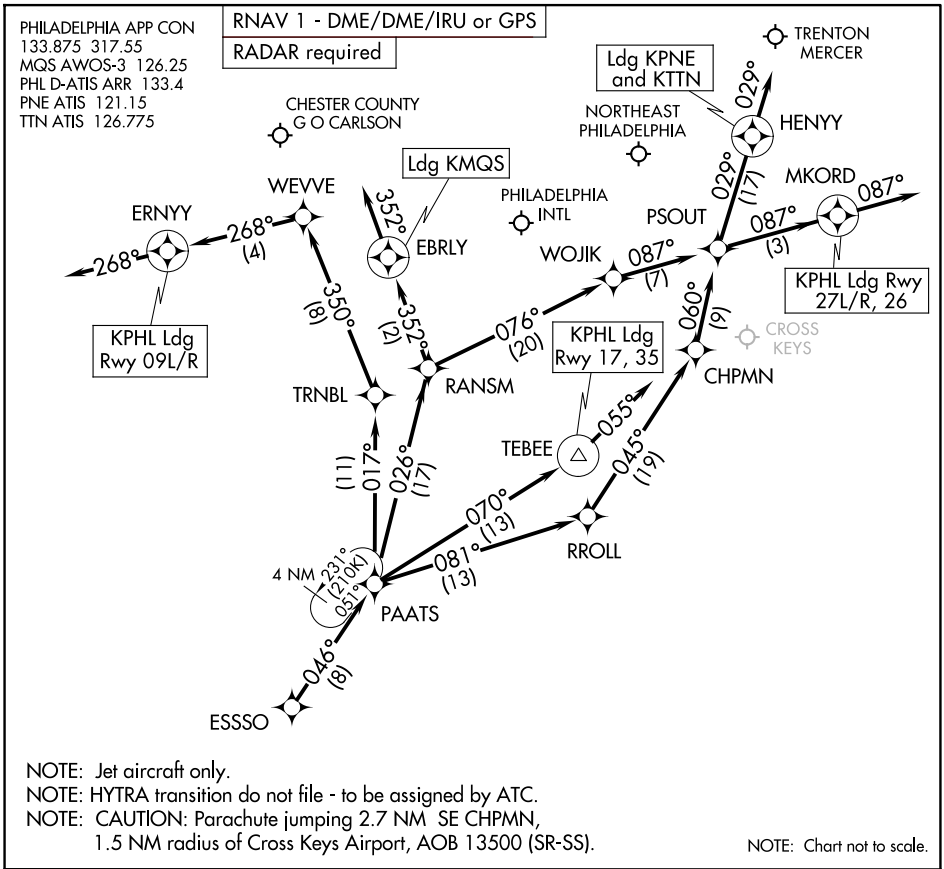 PHILADELPHIA APP CON
133.875 317.55
MQS AWOS-3 126.25
PHL D-ATIS ARR 133.4
PNE ATIS 121.15
TTN ATIS 126.775
RNAV 1 - DME/DME/IRU or GPS
RADAR required
TRENTON
MERCER
Ldg KPNE
and KTTN
029°
HENYY
CHESTER COUNTY
G O CARLSON
NORTHEAST
PHILADELPHIA
Ldg KMQS
029°
(17)
MKORD
087°
WEVVE
352°
PHILADELPHIA
INTL
PSOUT
087°
(3)
ERNYY
268°
268°
(4)
EBRLY
WOJIK
087°
(7)
KPHL Ldg Rwy
27L/R, 26
KPHL Ldg
Rwy 09L/R
350°
(8)
352°
(2)
076°
(20)
KPHL Ldg
Rwy 17, 35
060°
(9)
CROSS
KEYS
TRNBL
RANSM
CHPMN
055°
TEBEE
017°
(11)
026°
(17)
045°
(19)
070°
(13)
RROLL
081°
(13)
4 NM
231°
(210K)
051°
PAATS
046°
(8)
ESSSO
NOTE: Jet aircraft only.
NOTE: HYTRA transition do not file - to be assigned by ATC.
NOTE: CAUTION: Parachute jumping 2.7 NM SE CHPMN,
1.5 NM radius of Cross Keys Airport, AOB 13500 (SR-SS).
NOTE: Chart not to scale.